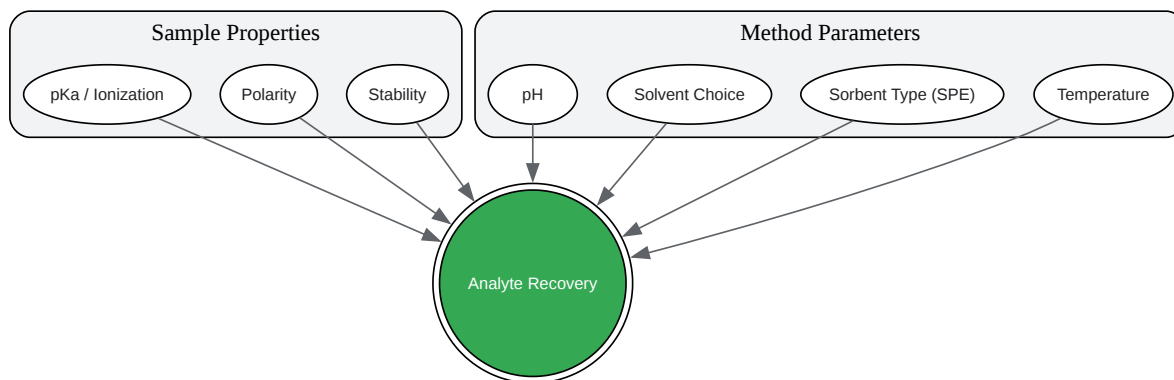 Sample Properties
Method Parameters
pKa / Ionization
Polarity
Stability
pH
Solvent Choice
Sorbent Type (SPE)
Temperature
Analyte Recovery